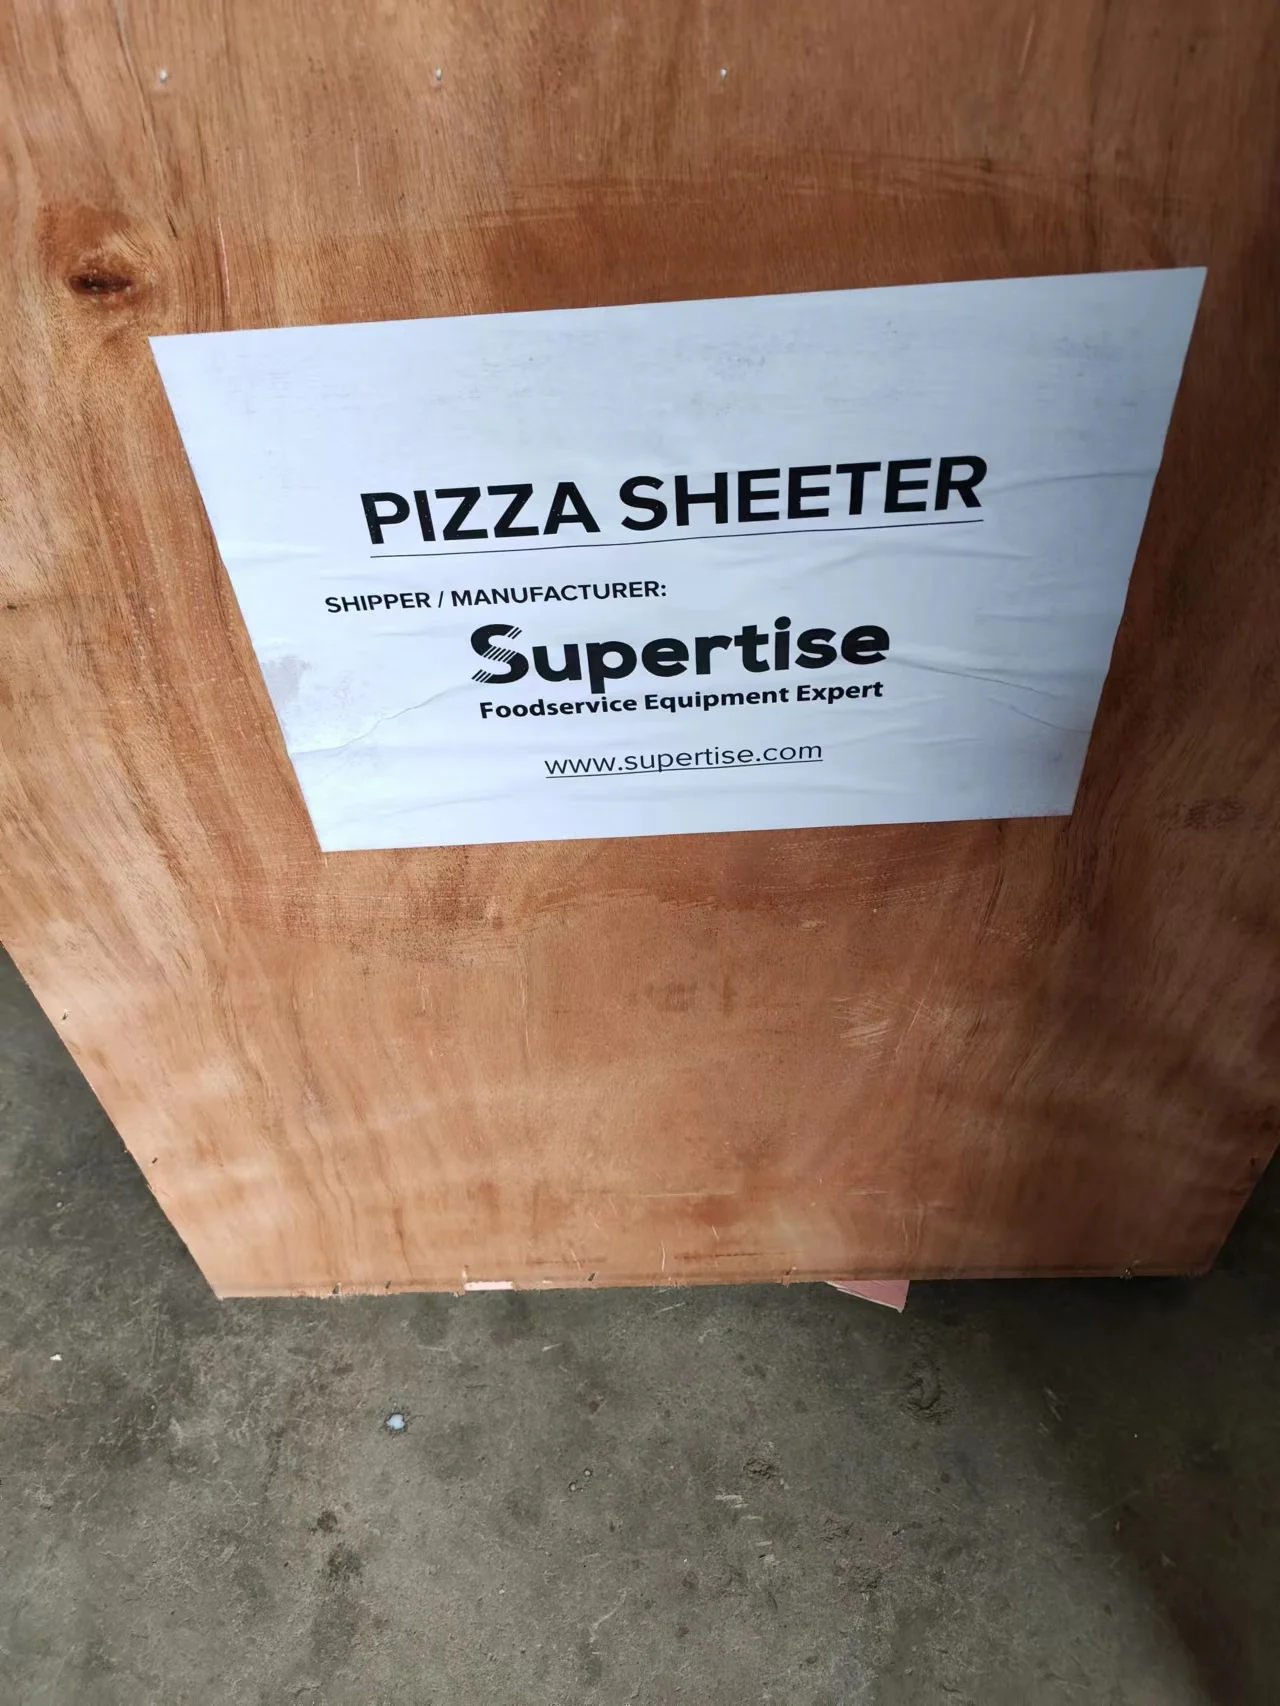 PIZZA SHEETER
SHIPPER / MANUFACTURER:
Supertise
Foodservice Equipment Expert
www.supertise.com